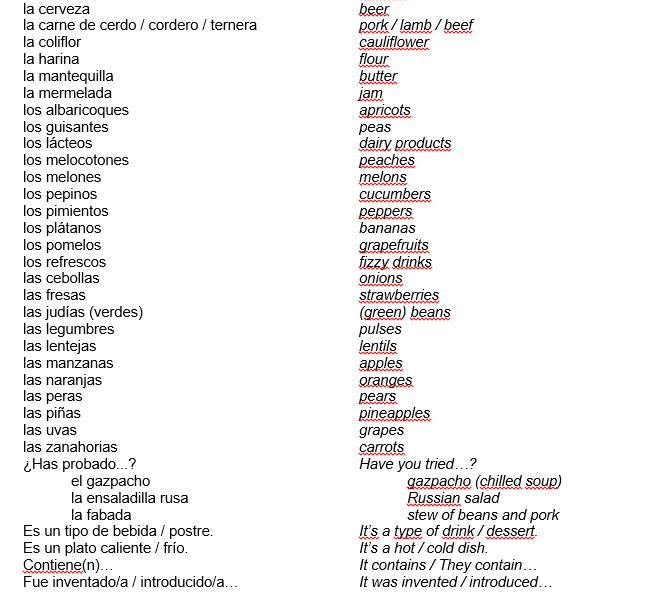 la cerveza beer
la carne de cerdo / cordero / ternera pork / lamb / beef
la coliflor cauliflower
la harina flour
la mantequilla butter
la mermelada jam
los albaricoques apricots
los guisantes peas
los lácteos dairy products
los melocotones peaches
los melones melons
los pepinos cucumbers
los pimientos peppers
los plátanos bananas
los pomelos grapefruits
los refrescos fizzy drinks
las cebollas onions
las fresas strawberries
las judías (verdes) (green) beans
las legumbres pulses
las lentejas lentils
las manzanas apples
las naranjas oranges
las peras pears
las piñas pineapples
las uvas grapes
las zanahorias carrots
¿Has probado...? Have you tried…?
el gazpacho gazpacho (chilled soup)
la ensaladilla rusa Russian salad
la fabada stew of beans and pork
Es un tipo de bebida / postre. It’s a type of drink / dessert.
Es un plato caliente / frío. It’s a hot / cold dish.
Contiene(n)… It contains / They contain…
Fue inventado/a / introducido/a… It was invented / introduced…